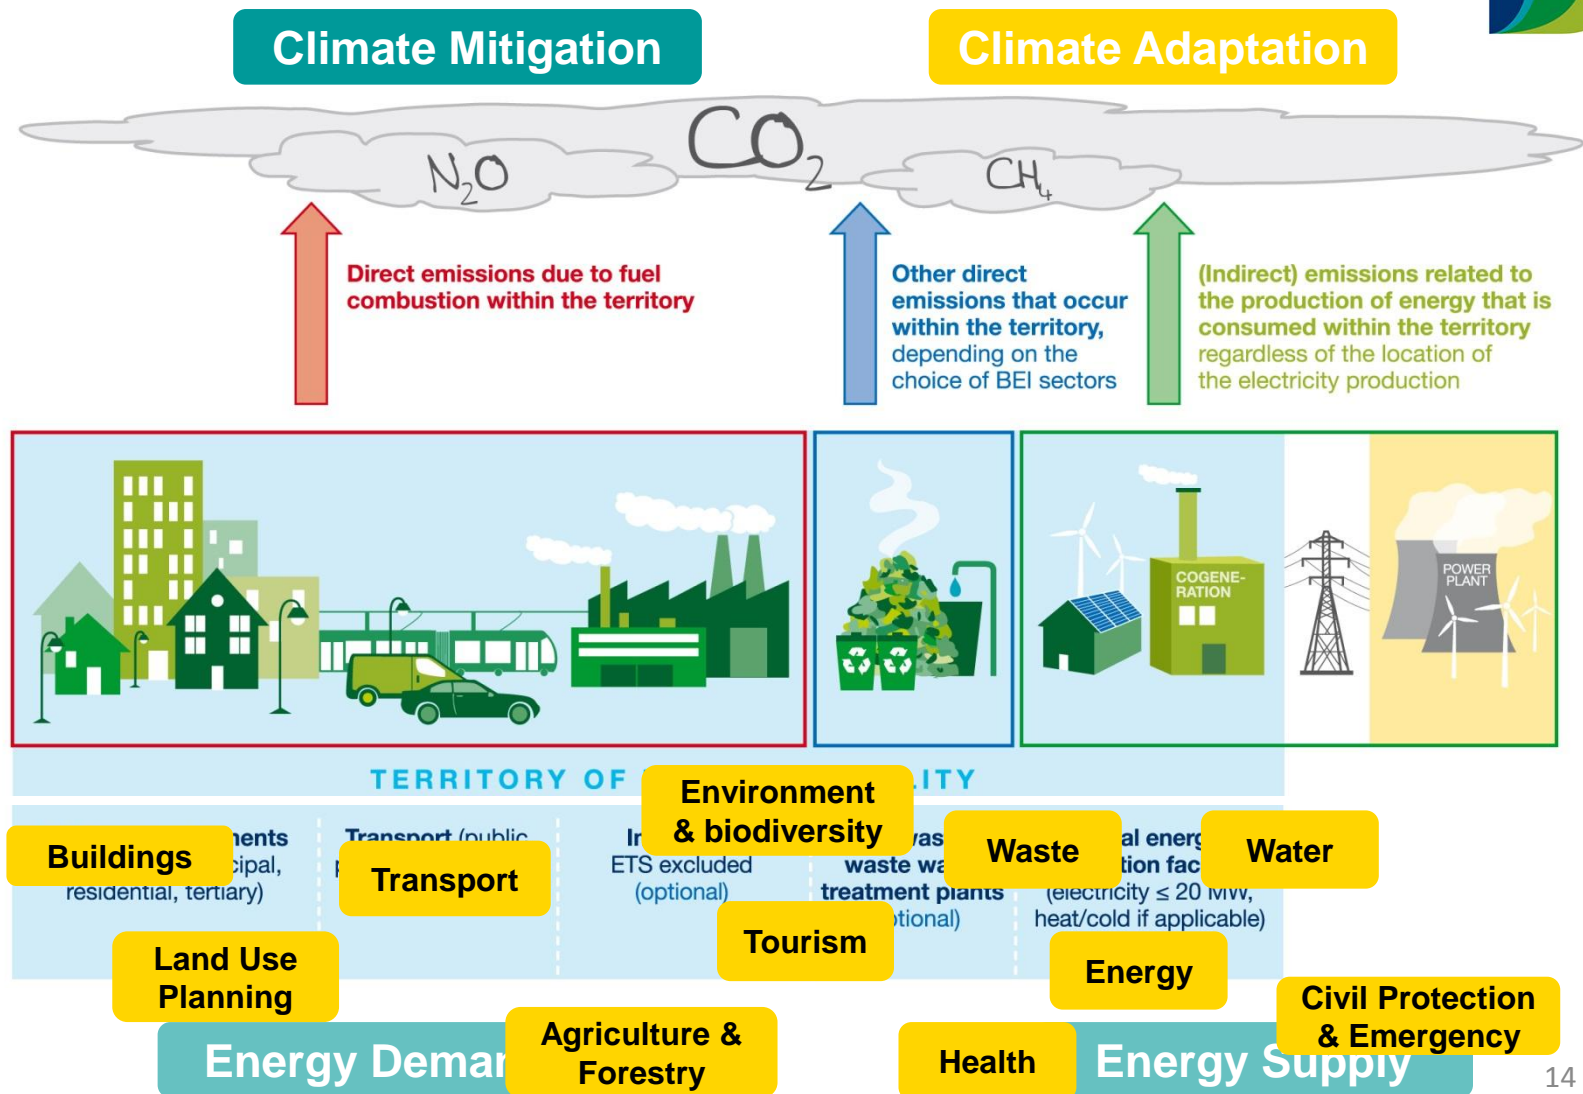 Climate Mitigation
Climate Adaptation
CO₂
N₂O
CH₄
Direct emissions due to fuel
combustion within the territory
Other direct
emissions that occur
within the territory,
depending on the
choice of BEI sectors
(Indirect) emissions related to
the production of energy that is
consumed within the territory
regardless of the location of
the electricity production
COGENE-
RATION
POWER
PLANT
TERRITORY OF
Environment
& biodiversity
Buildings
residential, tertiary)
Transport (public
Transport
ETS excluded
(optional)
waste
treatment plants
Waste
(electricity ≤ 20 MW,
heat/cold if applicable)
Water
Land Use
Planning
Tourism
Energy
Civil Protection
& Emergency
Agriculture &
Forestry
Health
Energy
Energy Supply
14